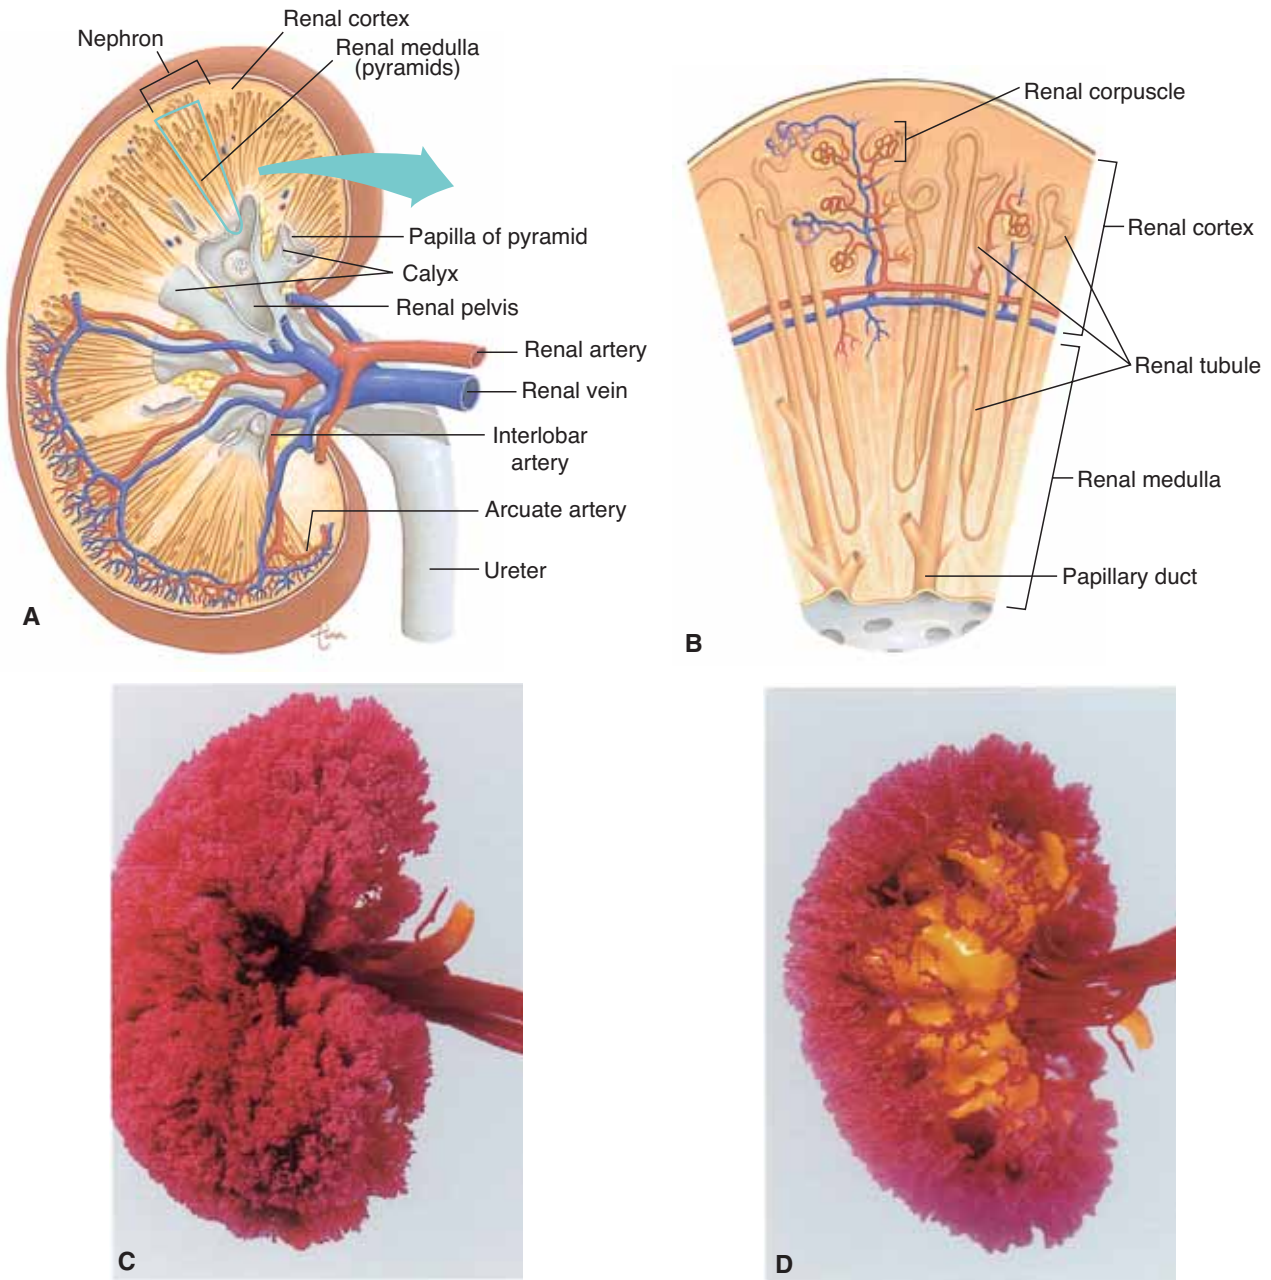 Renal cortex
Nephron
Renal medulla
(pyramids)
Papilla of pyramid
Calyx
Renal pelvis
Renal artery
Renal vein
Interlobar
artery
Arcuate artery
Ureter
A
Renal corpuscle
Renal cortex
Renal tubule
Renal medulla
Papillary duct
B
C
D